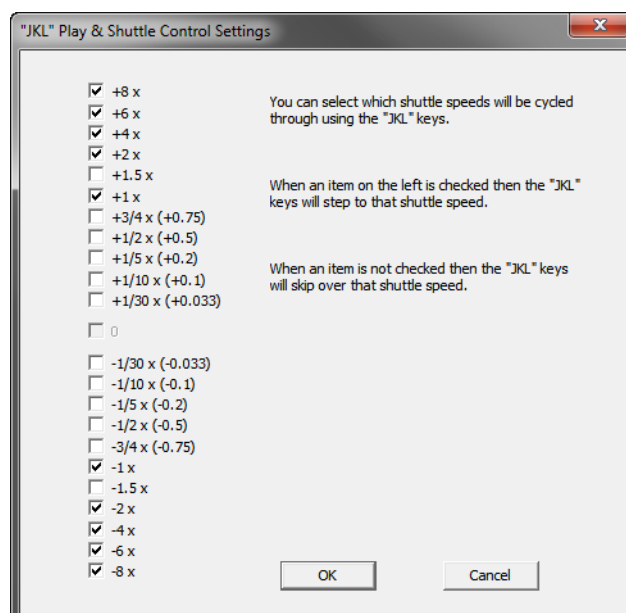 "JKL" Play & Shuttle Control Settings
+8 x
+6 x
+4 x
+2 x
+1.5 x
+1 x
+3/4 x (+0.75)
+1/2 x (+0.5)
+1/5 x (+0.2)
+1/10 x (+0.1)
+1/30 x (+0.033)
0
-1/30 x (-0.033)
-1/10 x (-0.1)
-1/5 x (-0.2)
-1/2 x (-0.5)
-3/4 x (-0.75)
-1 x
-1.5 x
-2 x
-4 x
-6 x
-8 x
You can select which shuttle speeds will be cycled
through using the "JKL" keys.
When an item on the left is checked then the "JKL"
keys will step to that shuttle speed.
When an item is not checked then the "JKL" keys
will skip over that shuttle speed.
OK
Cancel